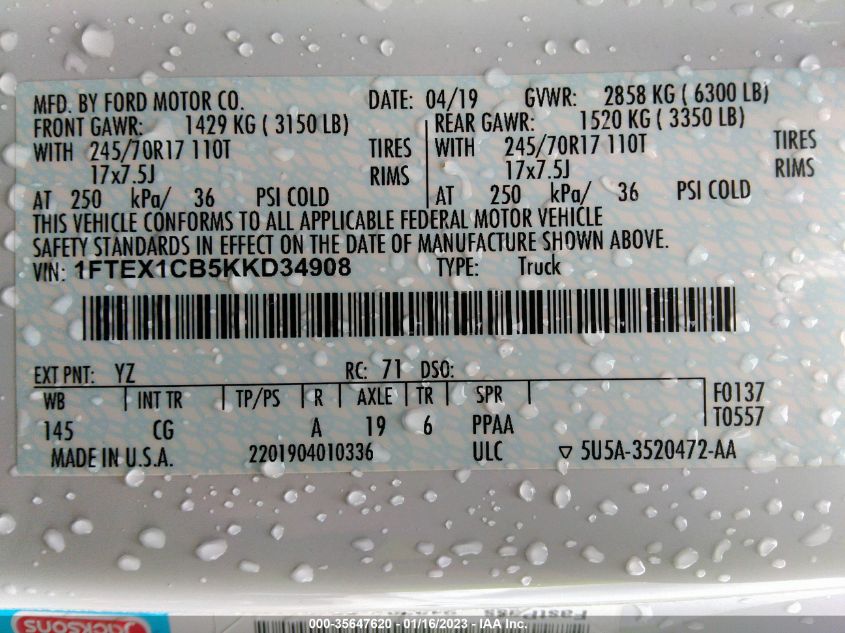 MFD. BY FORD MOTOR CO. DATE: 04/19 GVWR: 2858 KG ( 6300 LB)
FRONT GAWR: 1429 KG ( 3150 LB) REAR GAWR: 1520 KG ( 3350 LB)
WITH 245/70R17 110T TIRES WITH 245/70R17 110T TIRES
17x7.5J RIMS 17x7.5J RIMS
AT 250 kPa/ 36 PSI COLD AT 250 kPa/ 36 PSI COLD
THIS VEHICLE CONFORMS TO ALL APPLICABLE FEDERAL MOTOR VEHICLE
SAFETY STANDARDS IN EFFECT ON THE DATE OF MANUFACTURE SHOWN ABOVE.
VIN: 1FTEX1CB5KKD34908 TYPE: Truck
EXT PNT: YZ RC: 71 DSO:
WB INT TR TP/PS R AXLE TR SPR F0137
145 CG A 19 6 PPAA T0557
MADE IN U.S.A. 2201904010336 ULC ▽ 5U5A-3520472-AA
Jacksons
FastPass
000-35647620 - 01/16/2023 - IAA Inc.